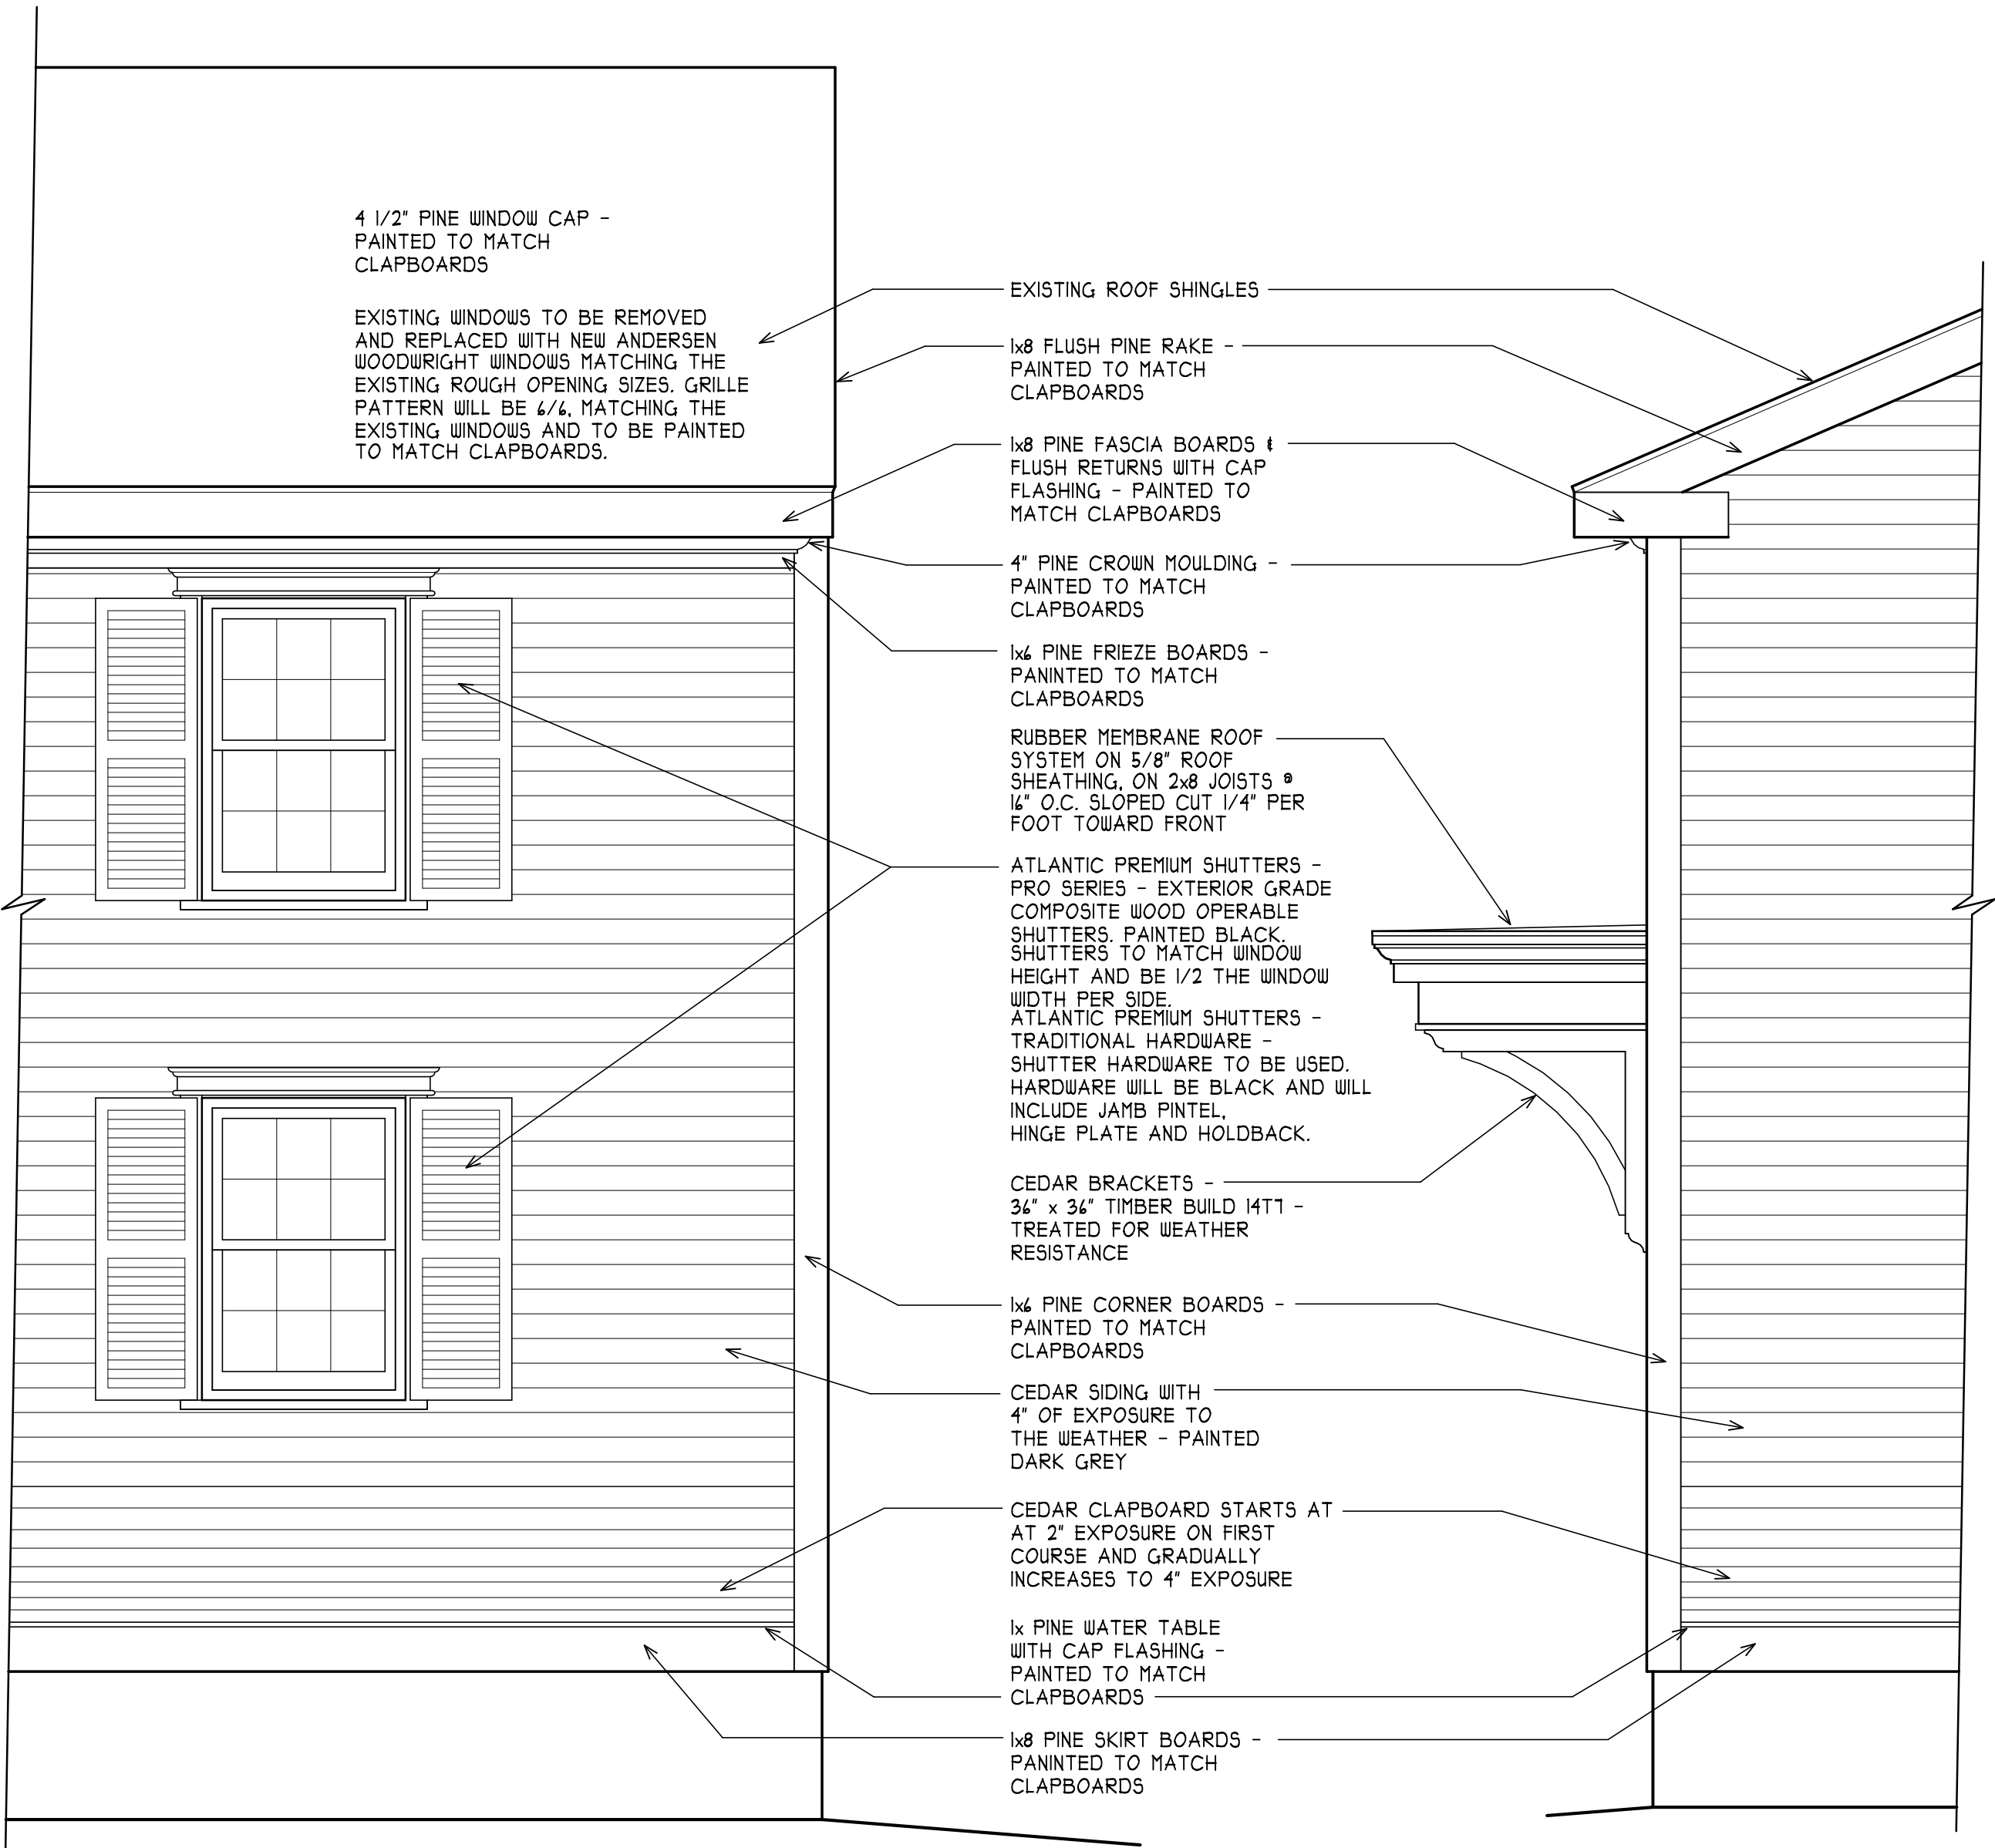 4 1/2" PINE WINDOW CAP -
PAINTED TO MATCH
CLAPBOARDS
EXISTING WINDOWS TO BE REMOVED
AND REPLACED WITH NEW ANDERSEN
WOODWRIGHT WINDOWS MATCHING THE
EXISTING ROUGH OPENING SIZES. GRILLE
PATTERN WILL BE 6/6, MATCHING THE
EXISTING WINDOWS AND TO BE PAINTED
TO MATCH CLAPBOARDS.
EXISTING ROOF SHINGLES
1x8 FLUSH PINE RAKE -
PAINTED TO MATCH
CLAPBOARDS
1x8 PINE FASCIA BOARDS &
FLUSH RETURNS WITH CAP
FLASHING - PAINTED TO
MATCH CLAPBOARDS
4" PINE CROWN MOULDING -
PAINTED TO MATCH
CLAPBOARDS
1x6 PINE FRIEZE BOARDS -
PANINTED TO MATCH
CLAPBOARDS
RUBBER MEMBRANE ROOF
SYSTEM ON 5/8" ROOF
SHEATHING, ON 2x8 JOISTS @
16" O.C. SLOPED CUT 1/4" PER
FOOT TOWARD FRONT
ATLANTIC PREMIUM SHUTTERS -
PRO SERIES - EXTERIOR GRADE
COMPOSITE WOOD OPERABLE
SHUTTERS. PAINTED BLACK.
SHUTTERS TO MATCH WINDOW
HEIGHT AND BE 1/2 THE WINDOW
WIDTH PER SIDE.
ATLANTIC PREMIUM SHUTTERS -
TRADITIONAL HARDWARE -
SHUTTER HARDWARE TO BE USED.
HARDWARE WILL BE BLACK AND WILL
INCLUDE JAMB PINTEL,
HINGE PLATE AND HOLDBACK.
CEDAR BRACKETS -
36" x 36" TIMBER BUILD 14T7 -
TREATED FOR WEATHER
RESISTANCE
1x6 PINE CORNER BOARDS -
PAINTED TO MATCH
CLAPBOARDS
CEDAR SIDING WITH
4" OF EXPOSURE TO
THE WEATHER - PAINTED
DARK GREY
CEDAR CLAPBOARD STARTS AT
AT 2" EXPOSURE ON FIRST
COURSE AND GRADUALLY
INCREASES TO 4" EXPOSURE
1x PINE WATER TABLE
WITH CAP FLASHING -
PAINTED TO MATCH
CLAPBOARDS
1x8 PINE SKIRT BOARDS -
PANINTED TO MATCH
CLAPBOARDS